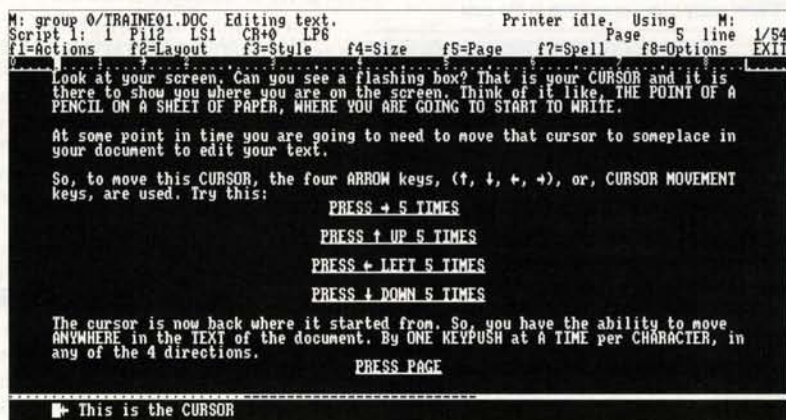 M: group 0/TRAINE01.DOC Editing text. Printer idle. Using M:
Script 1: 1 Pi12 LS1 CR+0 LP6 Page 5 line 1/54
f1=Actions f2=Layout f3=Style f4=Size f5=Page f7=Spell f8=Options EXIT
Look at your screen. Can you see a flashing box? That is your CURSOR and it is
there to show you where you are on the screen. Think of it like, THE POINT OF A
PENCIL ON A SHEET OF PAPER, WHERE YOU ARE GOING TO START TO WRITE.
At some point in time you are going to need to move that cursor to someplace in
your document to edit your text.
So, to move this CURSOR, the four ARROW keys, (↑, ↓, ←, →), or, CURSOR MOVEMENT
keys, are used. Try this:
PRESS → 5 TIMES
PRESS ↑ UP 5 TIMES
PRESS ← LEFT 5 TIMES
PRESS ↓ DOWN 5 TIMES
The cursor is now back where it started from. So, you have the ability to move
ANYWHERE in the TEXT of the document. By ONE KEYPUSH at A TIME per CHARACTER, in
any of the 4 directions.
PRESS PAGE
← This is the CURSOR